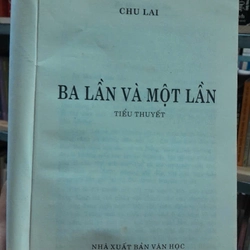 CHU LAI
BA LẦN VÀ MỘT LẦN
TIỂU THUYẾT
NHÀ XUẤT BẢN VĂN HỌC